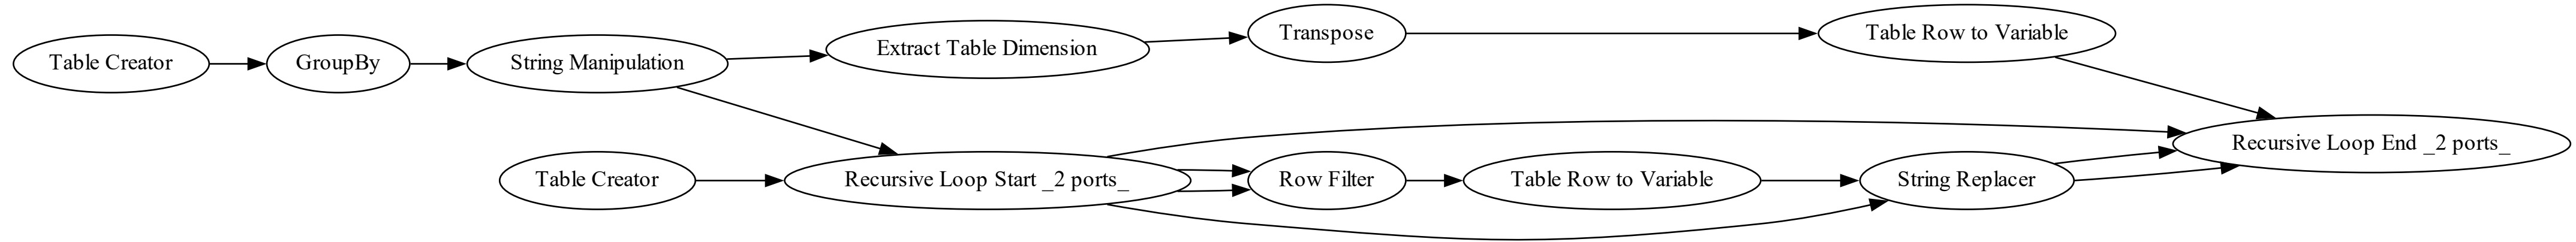 Table Creator
GroupBy
String Manipulation
Extract Table Dimension
Transpose
Table Row to Variable
Table Creator
Recursive Loop Start _2 ports_
Row Filter
Table Row to Variable
String Replacer
Recursive Loop End _2 ports_